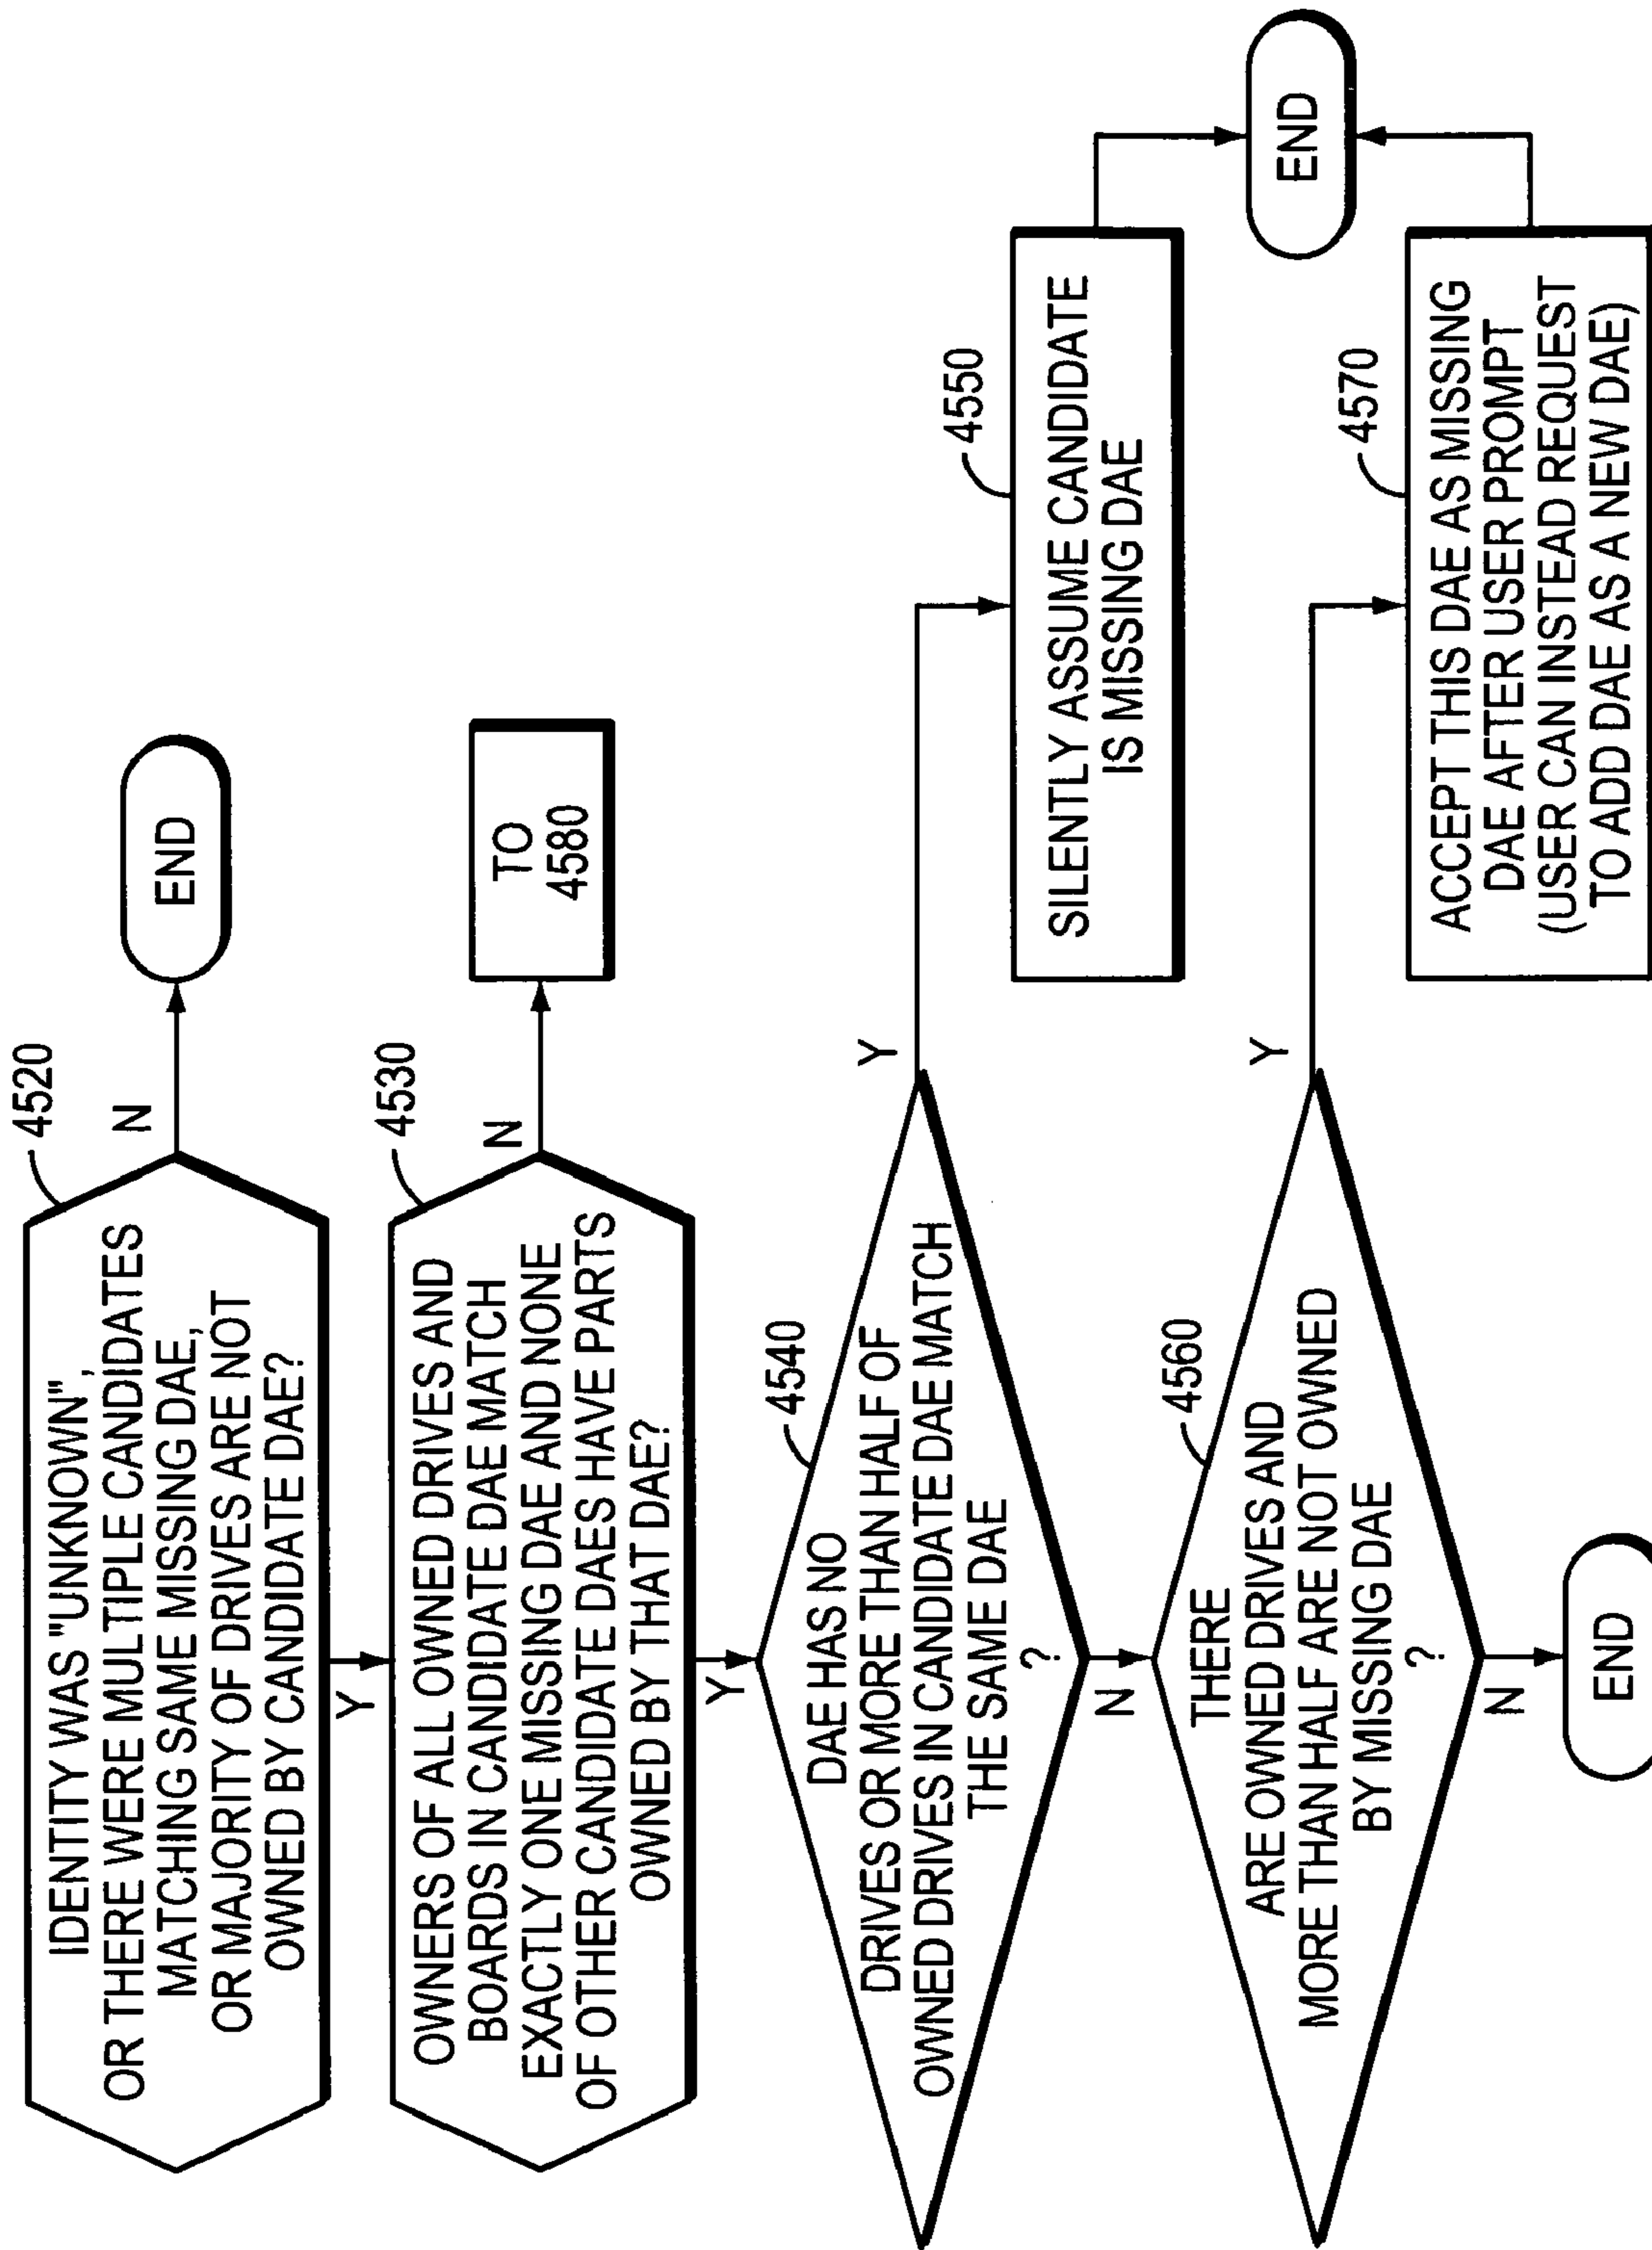 4520
IDENTITY WAS "UNKNOWN",
OR THERE WERE MULTIPLE CANDIDATES
MATCHING SAME MISSING DAE,
OR MAJORITY OF DRIVES ARE NOT
OWNED BY CANDIDATE DAE?
N
END
Y
4530
OWNERS OF ALL OWNED DRIVES AND
BOARDS IN CANDIDATE DAE MATCH
EXACTLY ONE MISSING DAE AND NONE
OF OTHER CANDIDATE DAES HAVE PARTS
OWNED BY THAT DAE?
N
TO
4580
Y
4540
DAE HAS NO
DRIVES OR MORE THAN HALF OF
OWNED DRIVES IN CANDIDATE DAE MATCH
THE SAME DAE
?
Y
4550
SILENTLY ASSUME CANDIDATE
IS MISSING DAE
END
N
4560
THERE
ARE OWNED DRIVES AND
MORE THAN HALF ARE NOT OWNED
BY MISSING DAE
?
Y
4570
ACCEPT THIS DAE AS MISSING
DAE AFTER USER PROMPT
(USER CAN INSTEAD REQUEST
TO ADD DAE AS A NEW DAE)
N
END